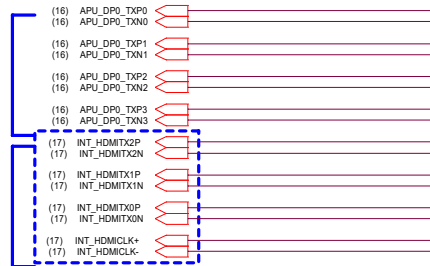 (16) APU_DP0_TXP0
(16) APU_DP0_TXN0
(16) APU_DP0_TXP1
(16) APU_DP0_TXN1
(16) APU_DP0_TXP2
(16) APU_DP0_TXN2
(16) APU_DP0_TXP3
(16) APU_DP0_TXN3
(17) INT_HDMITX2P
(17) INT_HDMITX2N
(17) INT_HDMITX1P
(17) INT_HDMITX1N
(17) INT_HDMITX0P
(17) INT_HDMITX0N
(17) INT_HDMICLK+
(17) INT_HDMICLK-